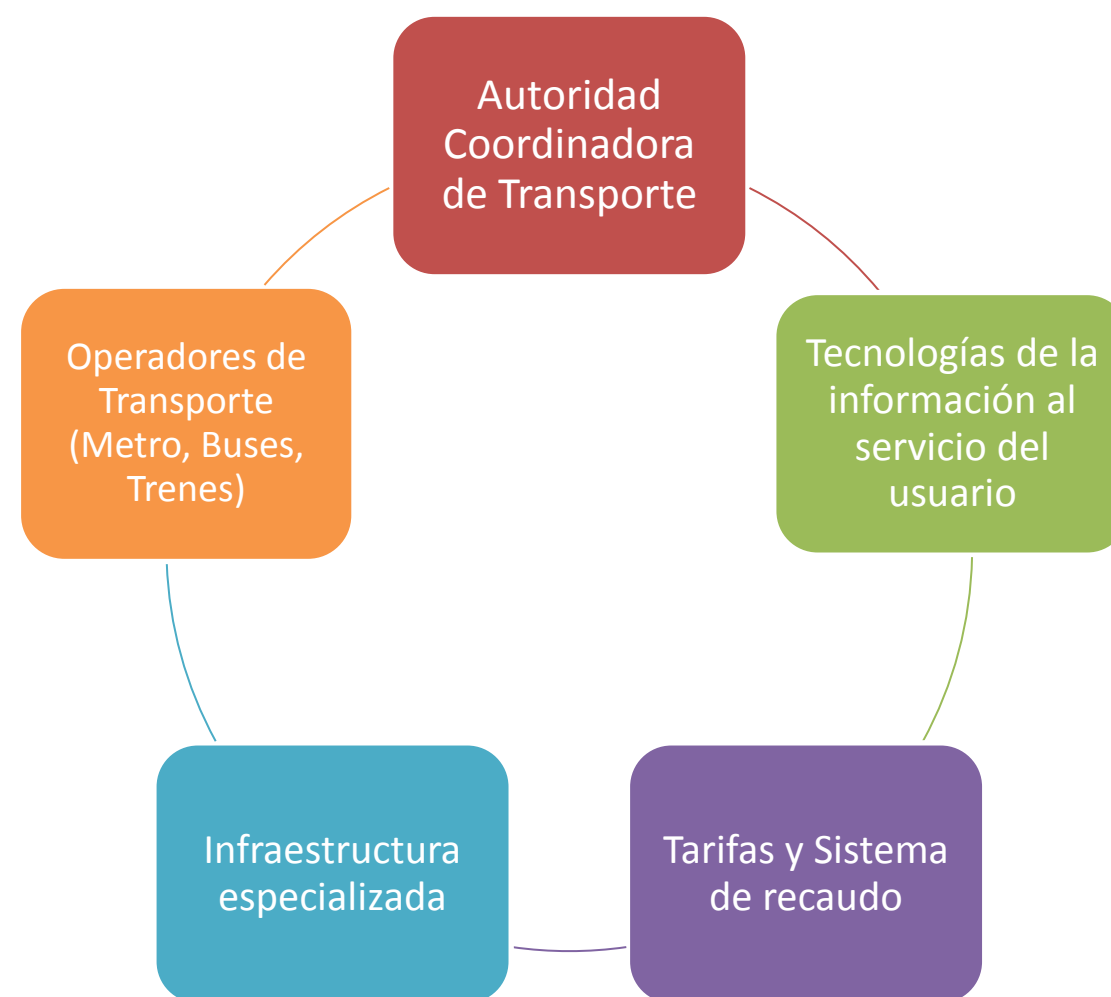 Autoridad
Coordinadora
de Transporte
Operadores de
Transporte
(Metro, Buses,
Trenes)
Tecnologías de la
información al
servicio del
usuario
Infraestructura
especializada
Tarifas y Sistema
de recaudo